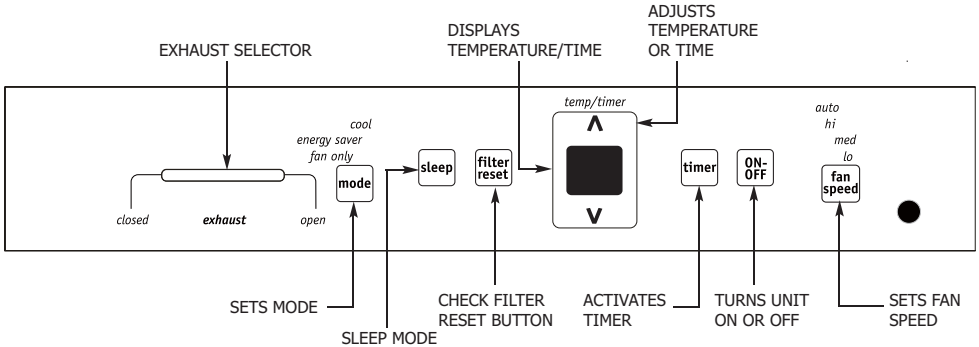 ADJUSTS
TEMPERATURE
OR TIME
DISPLAYS
TEMPERATURE/TIME
EXHAUST SELECTOR
temp/timer
cool
energy saver
fan only
mode
sleep
filter
reset
timer
ON-
OFF
auto
hi
med
lo
fan
speed
closed
exhaust
open
SETS MODE
SLEEP MODE
CHECK FILTER
RESET BUTTON
ACTIVATES
TIMER
TURNS UNIT
ON OR OFF
SETS FAN
SPEED